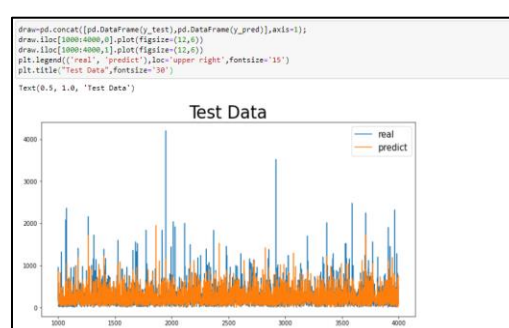 draw=pd.concat([pd.DataFrame(y_test),pd.DataFrame(y_pred)],axis=1);
draw.iloc[1000:4000,0].plot(figsize=(12,6))
draw.iloc[1000:4000,1].plot(figsize=(12,6))
plt.legend(('real', 'predict'),loc='upper right',fontsize='15')
plt.title("Test Data",fontsize='30')
Text(0.5, 1.0, 'Test Data')
Test Data
real
predict
4000
3000
2000
1000
0
1000 1500 2000 2500 3000 3500 4000